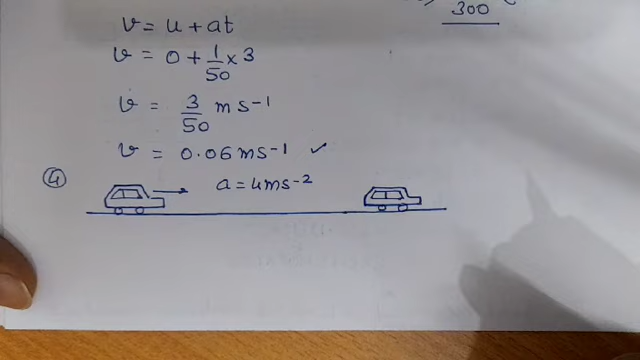 300
v = u + at
v = 0 + 1/50 × 3
v = 3/50 ms⁻¹
v = 0.06 ms⁻¹ ✓
④ a = 4ms⁻²